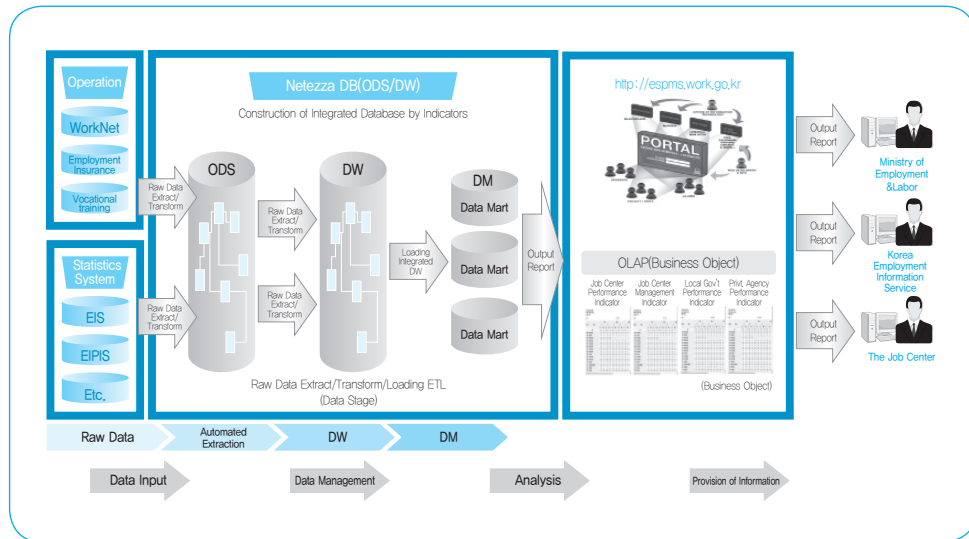 Operation
WorkNet
Employment
Insurance
Vocational
training
Statistics
System
EIS
EIPIS
Etc.
Raw Data
Extract/
Transform
Raw Data
Extract/
Transform
Netezza DB(ODS/DW)
Construction of Integrated Database by Indicators
ODS
Raw Data
Extract/
Transform
Raw Data
Extract/
Transform
DW
Loading
Integrated
DW
DM
Data Mart
Data Mart
Data Mart
Raw Data Extract/Transform/Loading ETL
(Data Stage)
Output
Report
http://espms.work.go.kr
PORTAL
OLAP(Business Object)
Job Center
Performance
Indicator
Job Center
Management
Indicator
Local Gov't
Performance
Indicator
Privt. Agency
Performance
Indicator
(Business Object)
Output
Report
Ministry of
Employment
&Labor
Output
Report
Korea
Employment
Information
Service
Output
Report
The Job Center
Raw Data
Automated
Extraction
DW
DM
Data Input
Data Management
Analysis
Provision of Information